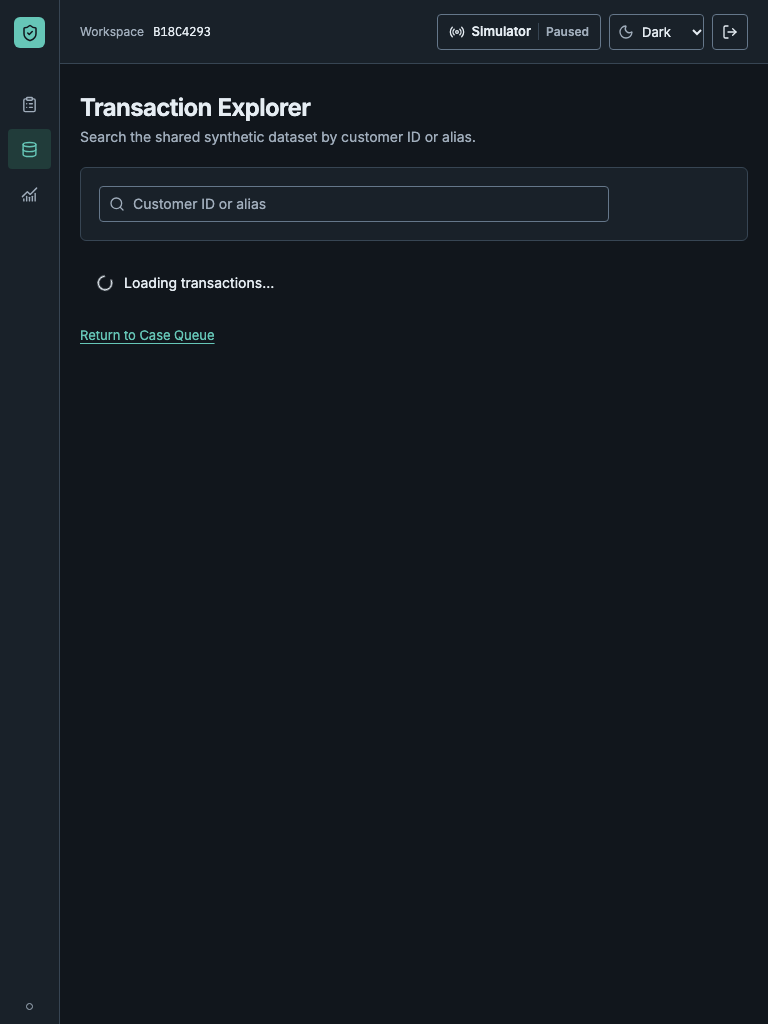 Workspace B18C4293
Simulator Paused
Dark
Transaction Explorer
Search the shared synthetic dataset by customer ID or alias.
Customer ID or alias
Loading transactions...
Return to Case Queue